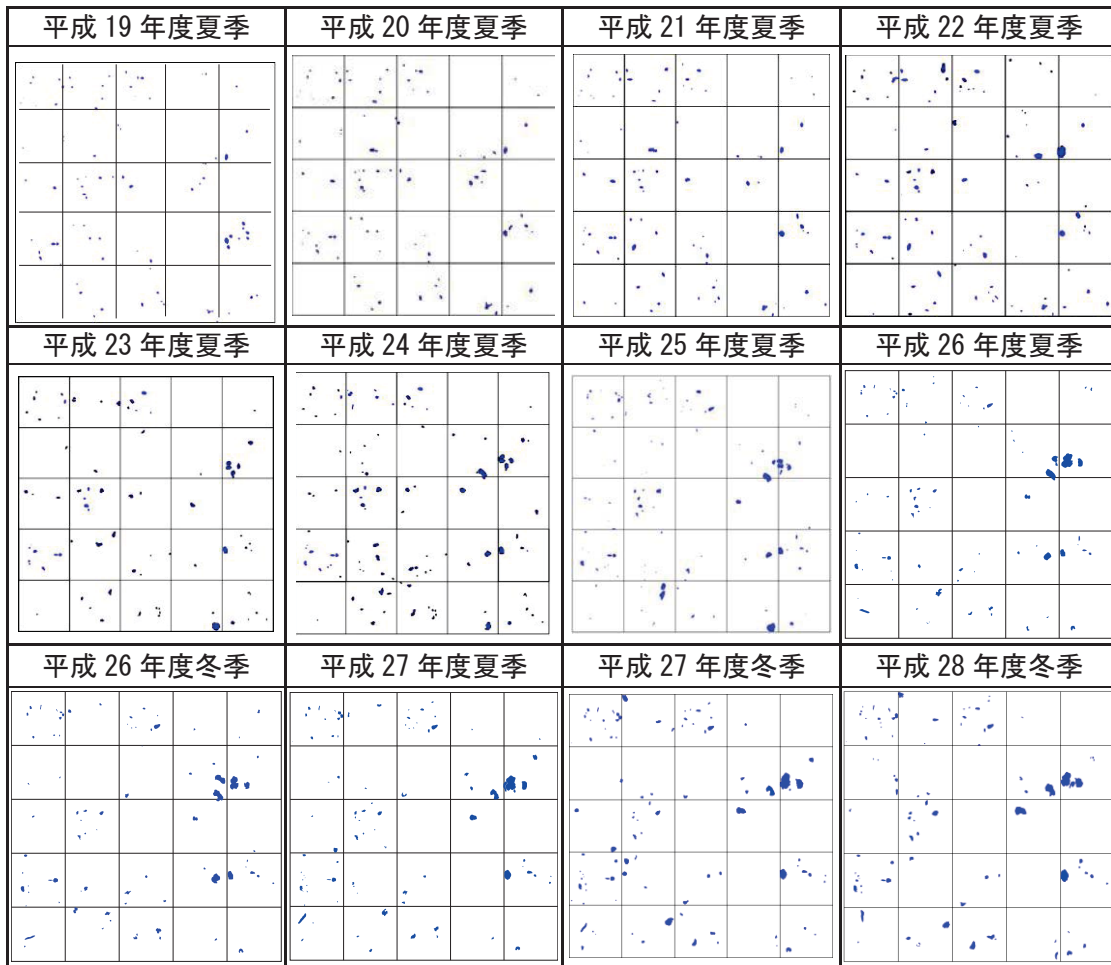 平成 19 年度夏季
平成 20 年度夏季
平成 21 年度夏季
平成 22 年度夏季
平成 23 年度夏季
平成 24 年度夏季
平成 25 年度夏季
平成 26 年度夏季
平成 26 年度冬季
平成 27 年度夏季
平成 27 年度冬季
平成 28 年度冬季